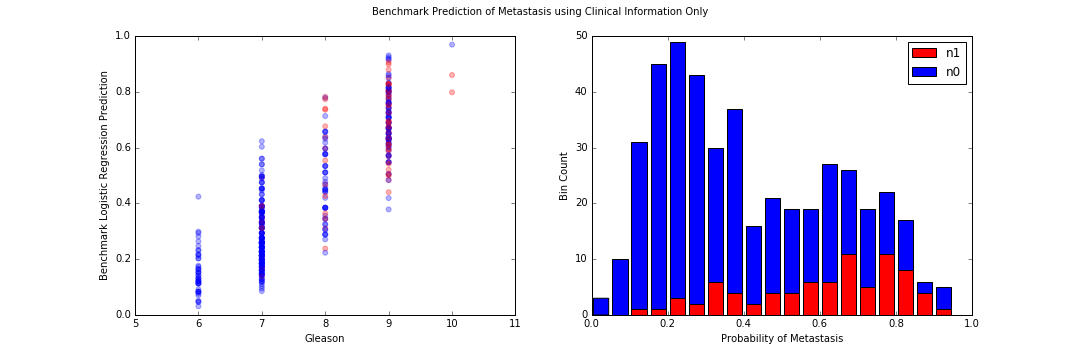 Benchmark Prediction of Metastasis using Clinical Information Only
Benchmark Logistic Regression Prediction
1.0
0.8
0.6
0.4
0.2
0.0
5 6 7 8 9 10 11
Gleason
Bin Count
50
40
30
20
10
0
0.0 0.2 0.4 0.6 0.8 1.0
Probability of Metastasis
n1
n0